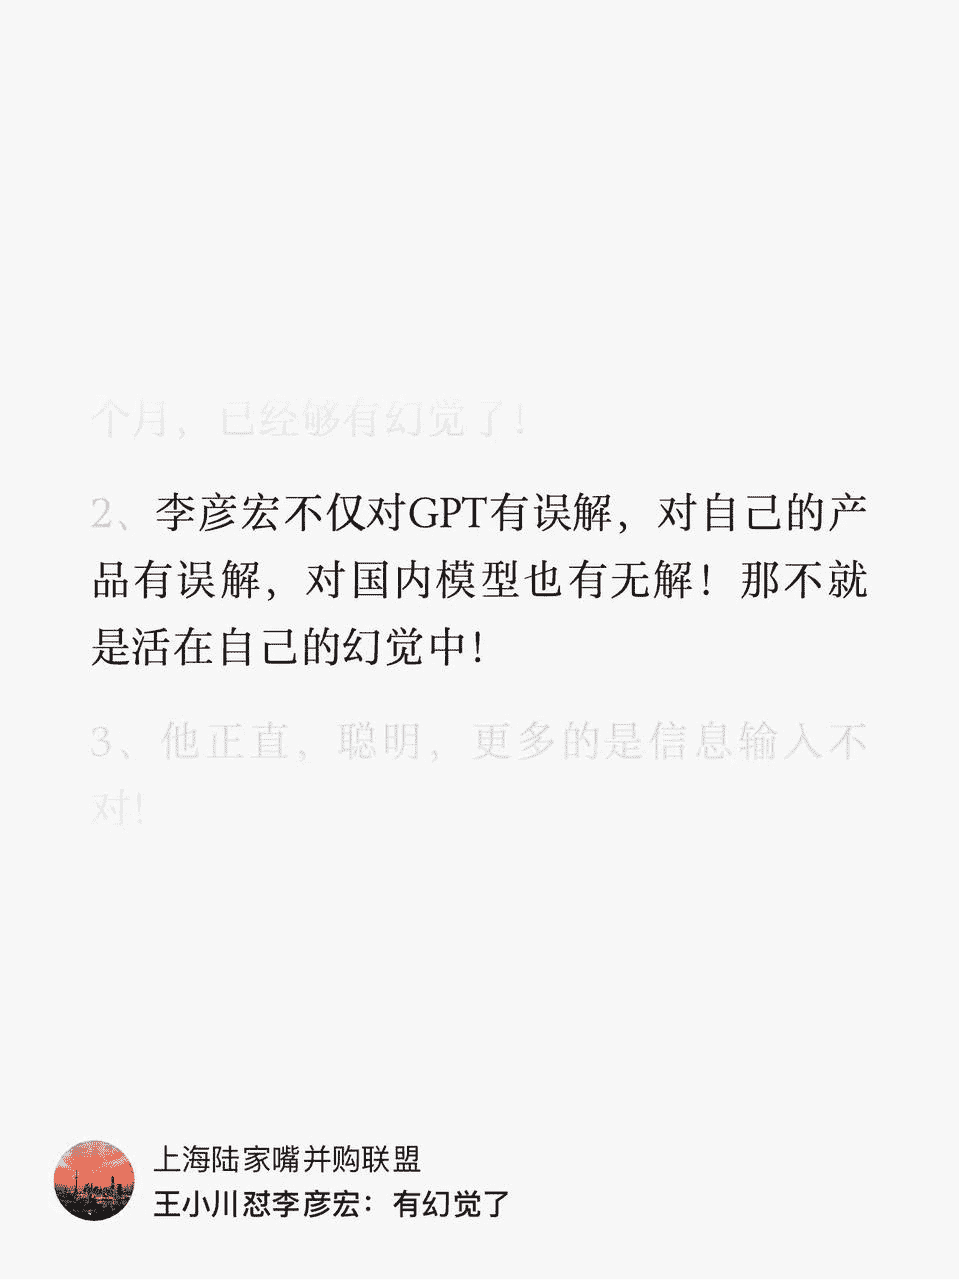 个月，已经够有幻觉了！
2、李彦宏不仅对GPT有误解，对自己的产
品有误解，对国内模型也有无解！那不就
是活在自己的幻觉中！
3、他正直，聪明，更多的是信息输入不
对！
上海陆家嘴并购联盟
王小川怼李彦宏：有幻觉了